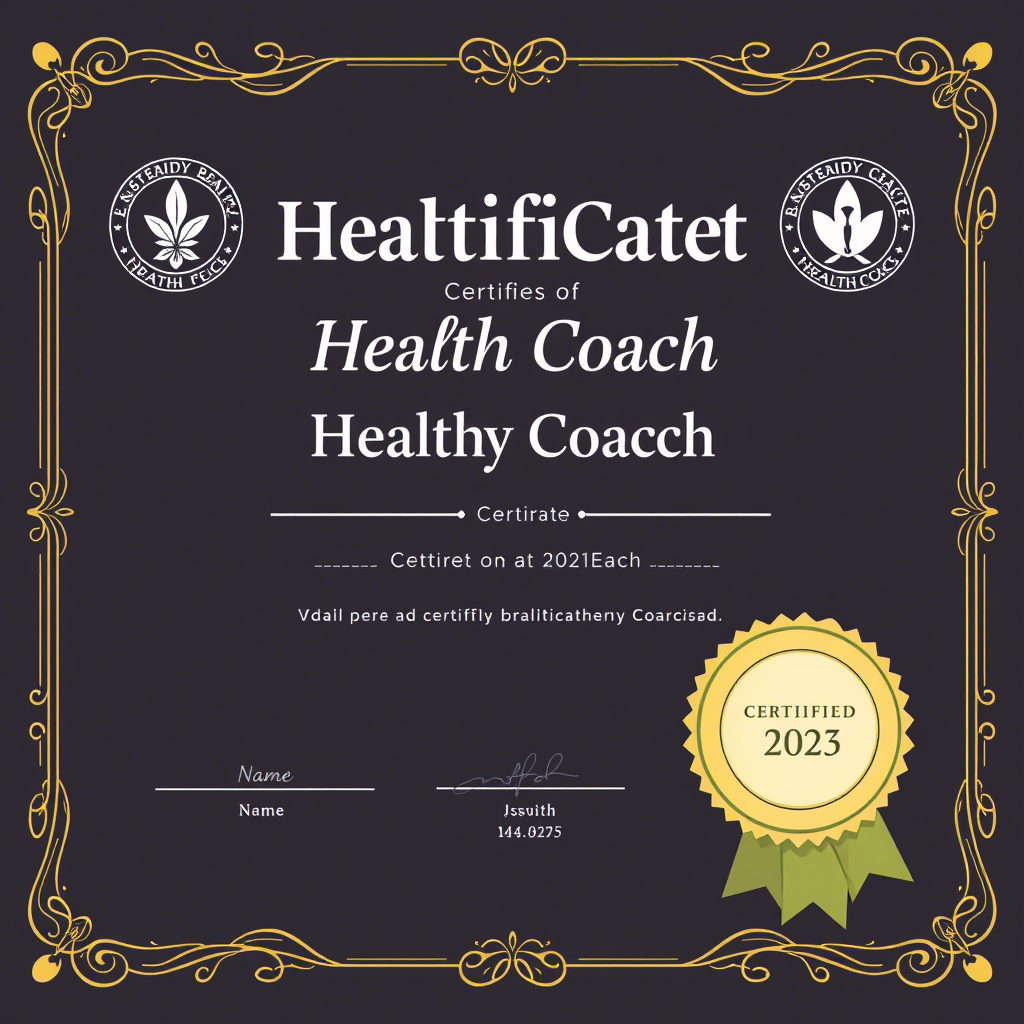 HealtifiCatet
Certifies of
Health Coach
Healthy Coacch
Certirate
Cettiret on at 2021Each
Vdail pere ad certiffly braliticatheny Coarcisad.
CERTIIFIED
2023
Name
Name
Jssuith
144.0275